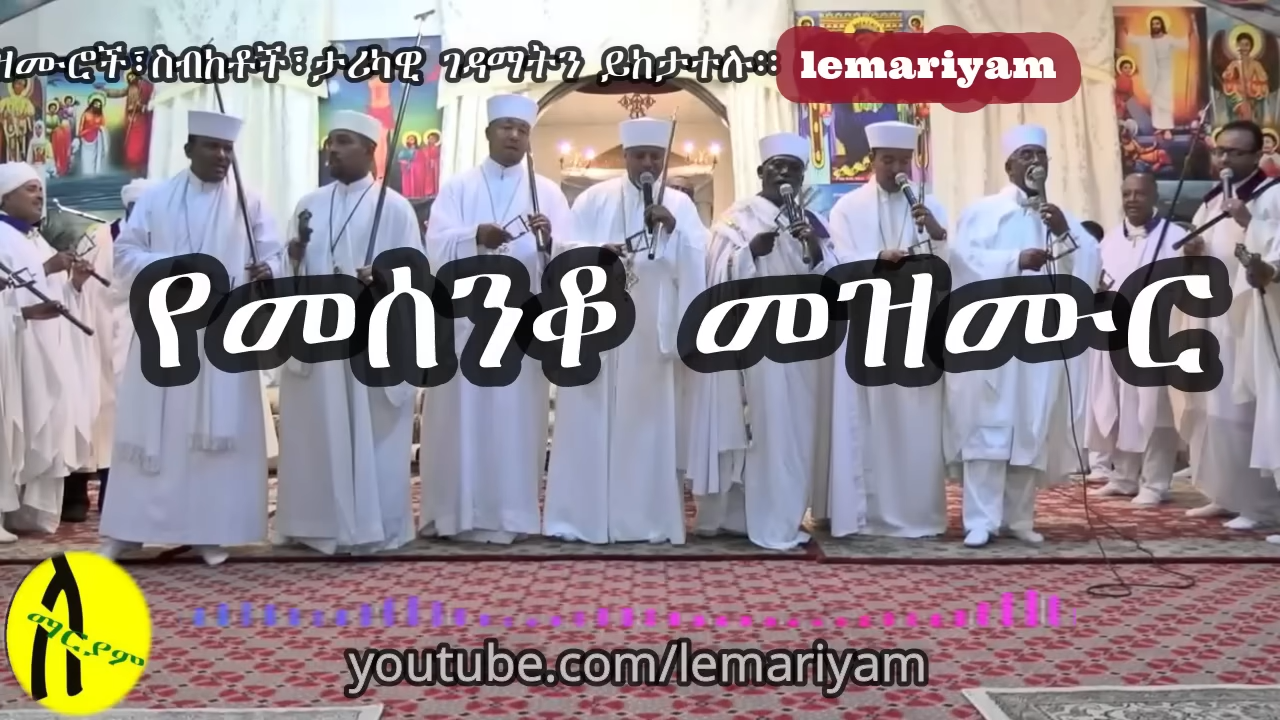 ስብከቶች፣ታሪካዊ ገዳማትን ይከታተሉ። lemariyam
የመሰንቆ መዝሙር
ለ
ማርያም
youtube.com/lemariyam